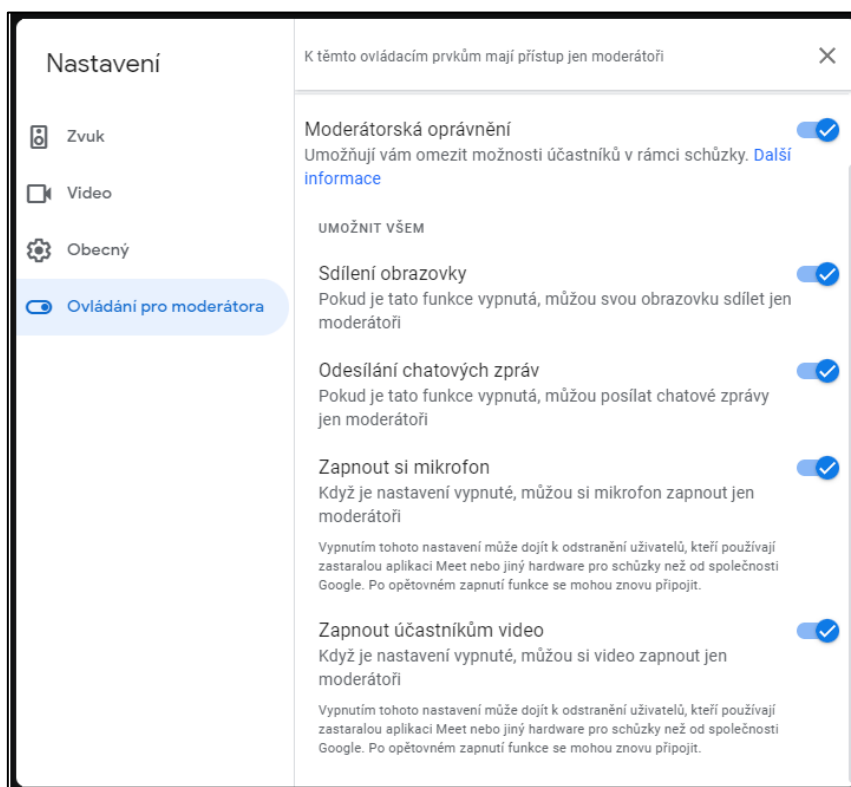 Nastavení
Zvuk
Video
Obecný
Ovládání pro moderátora
K těmto ovládacím prvkům mají přístup jen moderátoři
Moderátorská oprávnění
Umožňují vám omezit možnosti účastníků v rámci schůzky. Další
informace
UMOŽNIT VŠEM
Sdílení obrazovky
Pokud je tato funkce vypnutá, můžou svou obrazovku sdílet jen
moderátoři
Odesílání chatových zpráv
Pokud je tato funkce vypnutá, můžou posílat chatové zprávy
jen moderátoři
Zapnout si mikrofon
Když je nastavení vypnuté, můžou si mikrofon zapnout jen
moderátoři
Vypnutím tohoto nastavení může dojít k odstranění uživatelů, kteří používají
zastaralou aplikaci Meet nebo jiný hardware pro schůzky než od společnosti
Google. Po opětovném zapnutí funkce se mohou znovu připojit.
Zapnout účastníkům video
Když je nastavení vypnuté, můžou si video zapnout jen
moderátoři
Vypnutím tohoto nastavení může dojít k odstranění uživatelů, kteří používají
zastaralou aplikaci Meet nebo jiný hardware pro schůzky než od společnosti
Google. Po opětovném zapnutí funkce se mohou znovu připojit.